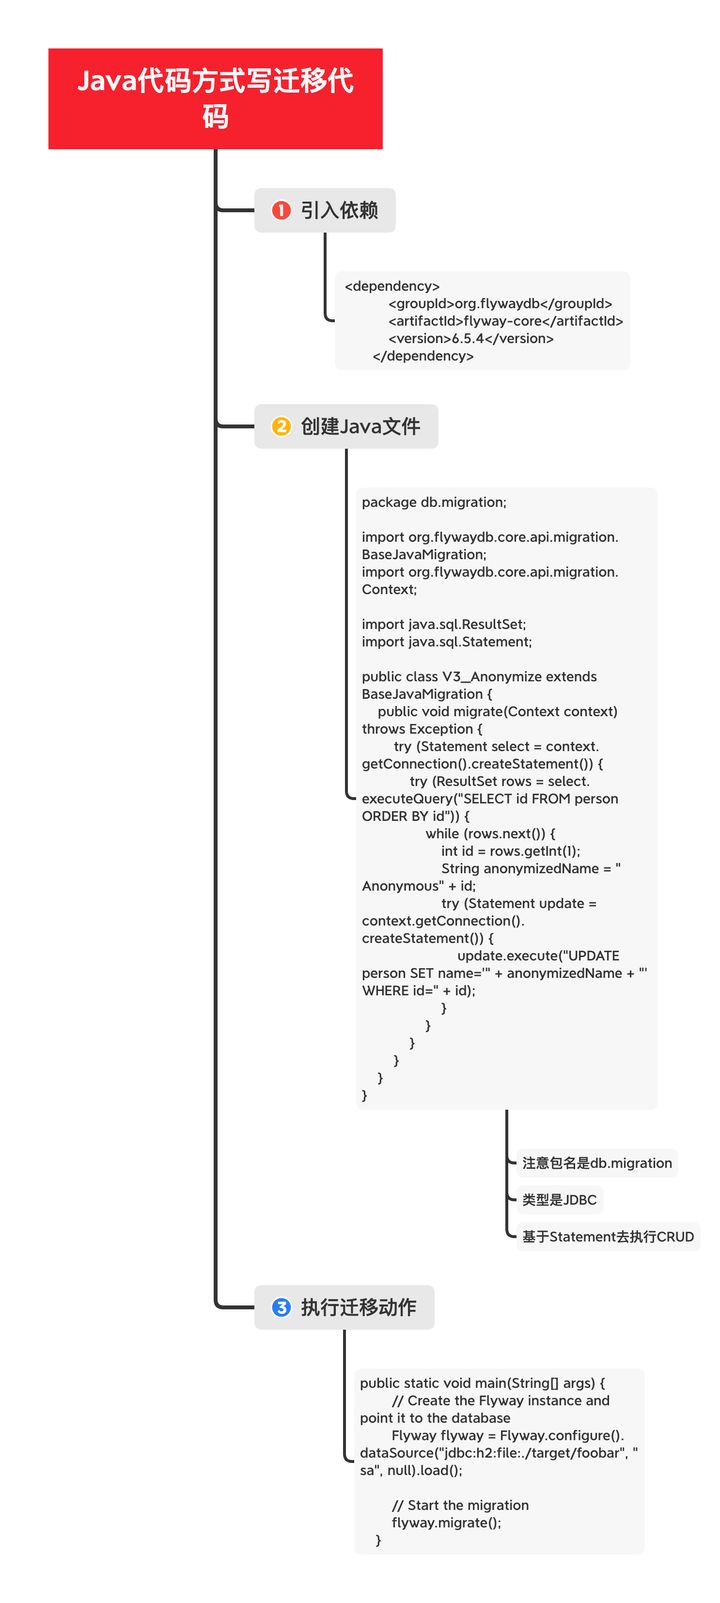 Java代码方式写迁移代
码
1 引入依赖
<dependency>
<groupId>org.flywaydb</groupId>
<artifactId>flyway-core</artifactId>
<version>6.5.4</version>
</dependency>
2 创建Java文件
package db.migration;
import org.flywaydb.core.api.migration.
BaseJavaMigration;
import org.flywaydb.core.api.migration.
Context;
import java.sql.ResultSet;
import java.sql.Statement;
public class V3__Anonymize extends
BaseJavaMigration {
public void migrate(Context context)
throws Exception {
try (Statement select = context.
getConnection().createStatement()) {
try (ResultSet rows = select.
executeQuery("SELECT id FROM person
ORDER BY id")) {
while (rows.next()) {
int id = rows.getInt(1);
String anonymizedName = "
Anonymous" + id;
try (Statement update =
context.getConnection().
createStatement()) {
update.execute("UPDATE
person SET name='" + anonymizedName + "'
WHERE id=" + id);
}
}
}
}
}
}
注意包名是db.migration
类型是JDBC
基于Statement去执行CRUD
3 执行迁移动作
public static void main(String[] args) {
// Create the Flyway instance and
point it to the database
Flyway flyway = Flyway.configure().
dataSource("jdbc:h2:file:./target/foobar", "
sa", null).load();
// Start the migration
flyway.migrate();
}